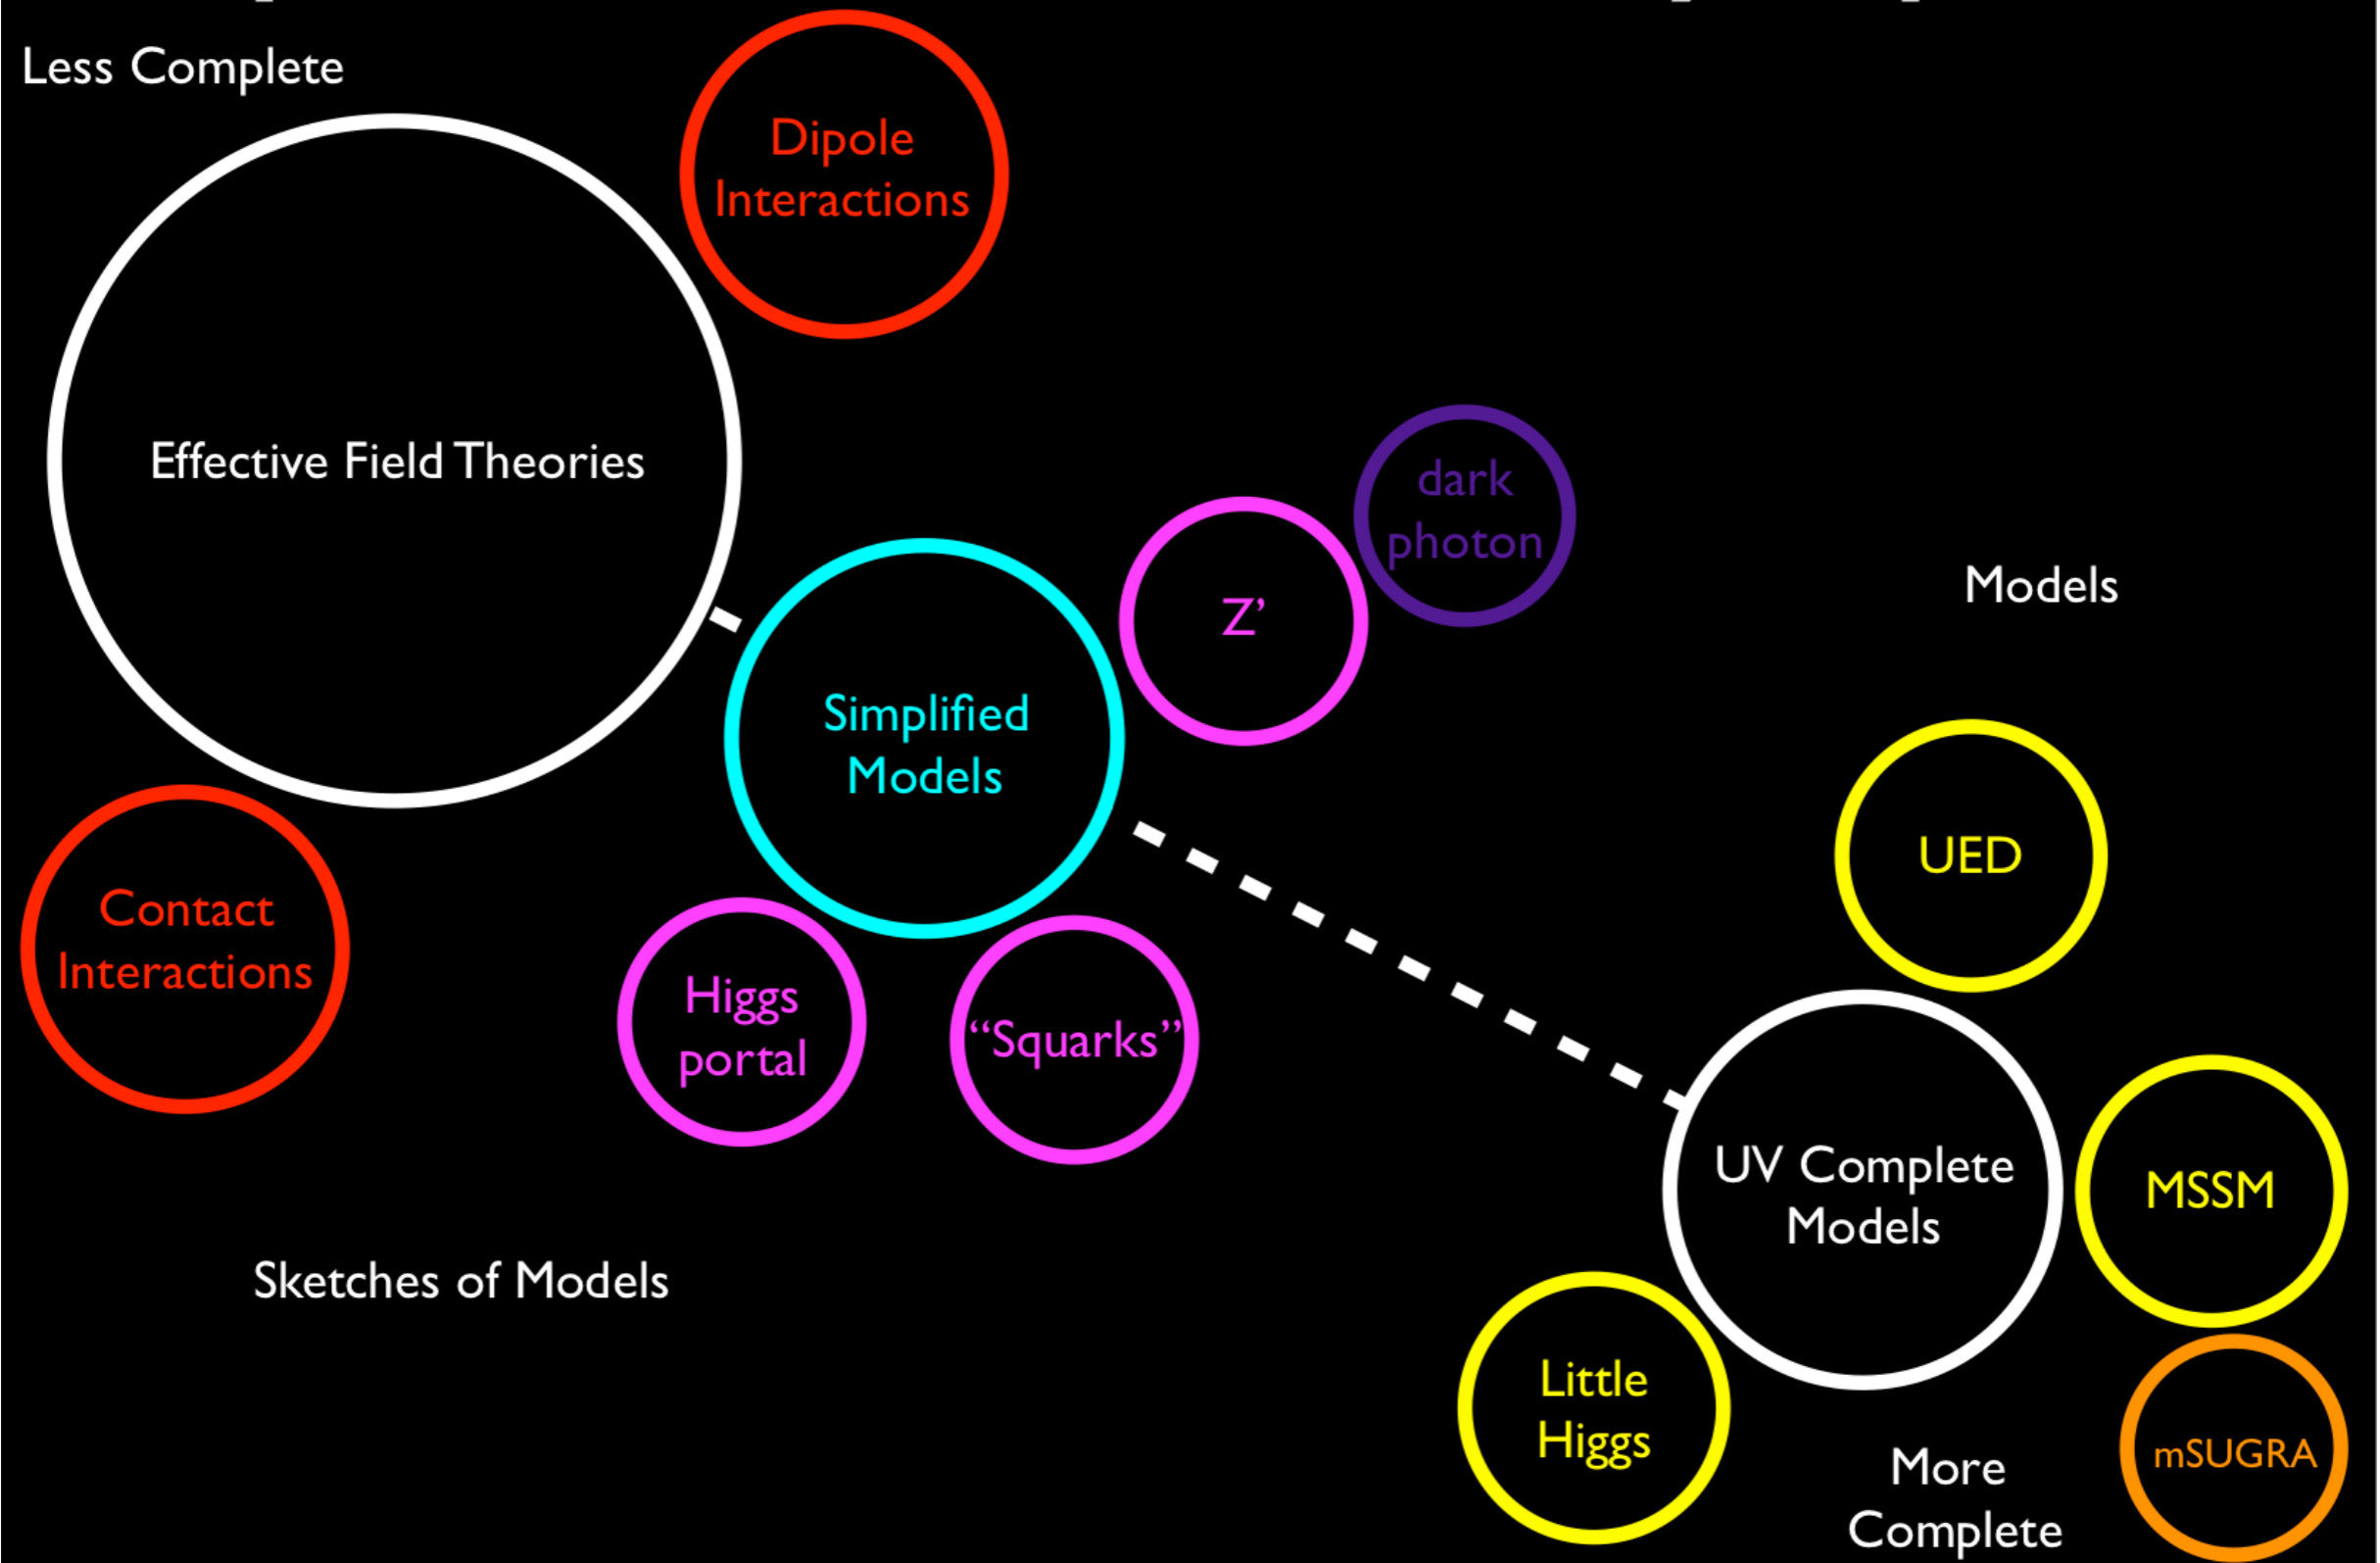 Less Complete
Dipole
Interactions
Effective Field Theories
dark
photon
Z’
Models
Simplified
Models
UED
Contact
Interactions
Higgs
portal
“Squarks”
UV Complete
Models
MSSM
Sketches of Models
Little
Higgs
More
Complete
mSUGRA